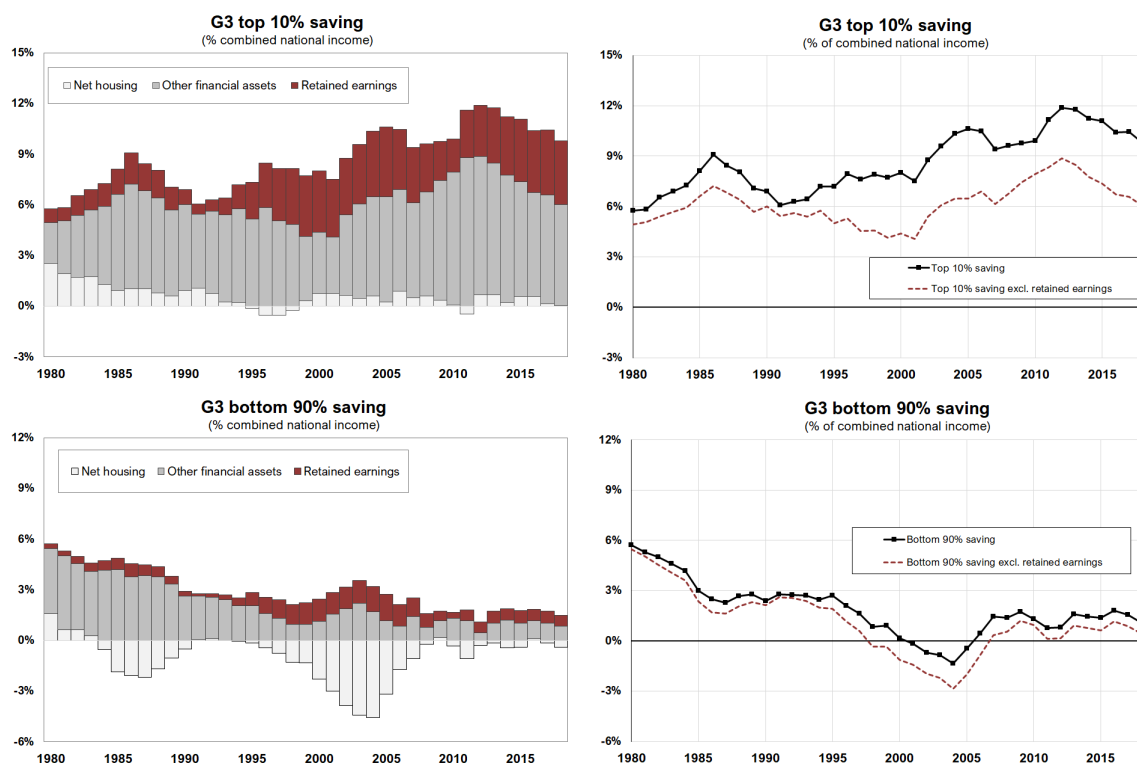 G3 top 10% saving
(% combined national income)
15%
12%
9%
6%
3%
0%
-3%
Net housing Other financial assets Retained earnings
1980 1985 1990 1995 2000 2005 2010 2015
G3 top 10% saving
(% of combined national income)
15%
12%
9%
6%
3%
0%
-3%
Top 10% saving
Top 10% saving excl. retained earnings
1980 1985 1990 1995 2000 2005 2010 2015
G3 bottom 90% saving
(% combined national income)
12%
9%
6%
3%
0%
-3%
-6%
Net housing Other financial assets Retained earnings
1980 1985 1990 1995 2000 2005 2010 2015
G3 bottom 90% saving
(% of combined national income)
12%
9%
6%
3%
0%
-3%
-6%
Bottom 90% saving
Bottom 90% saving excl. retained earnings
1980 1985 1990 1995 2000 2005 2010 2015